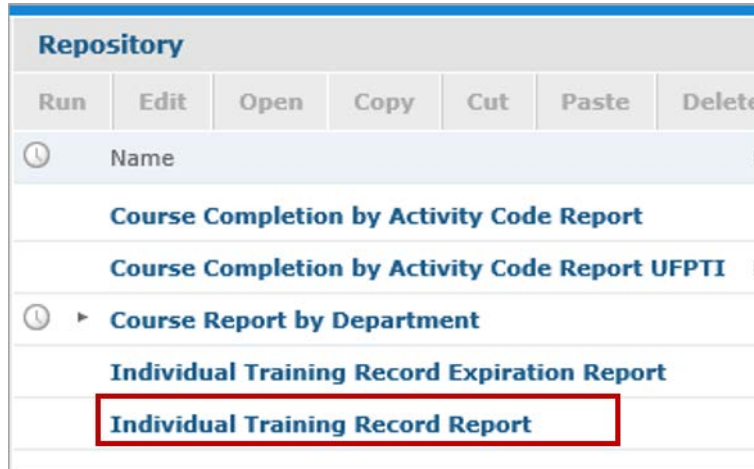 Repository
Run Edit Open Copy Cut Paste Delete
Name
Course Completion by Activity Code Report
Course Completion by Activity Code Report UFPTI
Course Report by Department
Individual Training Record Expiration Report
Individual Training Record Report